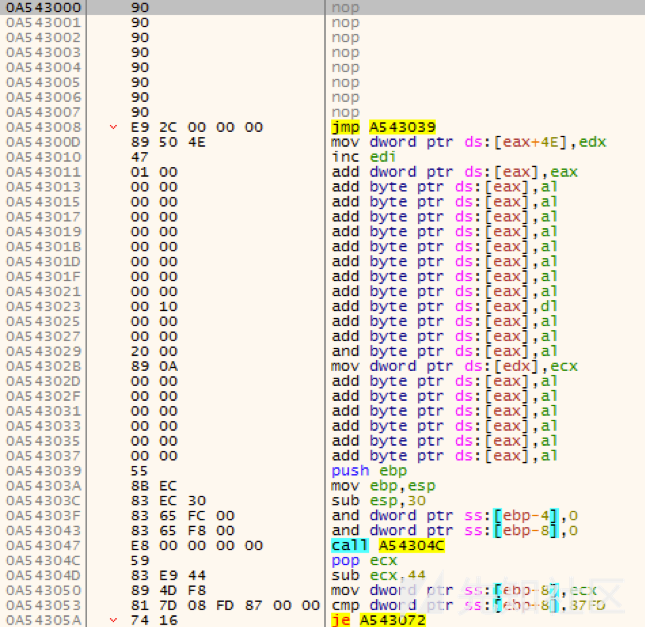 0A543000 90 nop
0A543001 90 nop
0A543002 90 nop
0A543003 90 nop
0A543004 90 nop
0A543005 90 nop
0A543006 90 nop
0A543007 90 nop
0A543008 E9 2C 00 00 00 jmp A543039
0A54300D 89 50 4E mov dword ptr ds:[eax+4E],edx
0A543010 47 inc edi
0A543011 01 00 add dword ptr ds:[eax],eax
0A543013 00 00 add byte ptr ds:[eax],al
0A543015 00 00 add byte ptr ds:[eax],al
0A543017 00 00 add byte ptr ds:[eax],al
0A543019 00 00 add byte ptr ds:[eax],al
0A54301B 00 00 add byte ptr ds:[eax],al
0A54301D 00 00 add byte ptr ds:[eax],al
0A54301F 00 00 add byte ptr ds:[eax],al
0A543021 00 00 add byte ptr ds:[eax],al
0A543023 00 10 add byte ptr ds:[eax],dl
0A543025 00 00 add byte ptr ds:[eax],al
0A543027 00 00 add byte ptr ds:[eax],al
0A543029 20 00 and byte ptr ds:[eax],al
0A54302B 89 0A mov dword ptr ds:[edx],ecx
0A54302D 00 00 add byte ptr ds:[eax],al
0A54302F 00 00 add byte ptr ds:[eax],al
0A543031 00 00 add byte ptr ds:[eax],al
0A543033 00 00 add byte ptr ds:[eax],al
0A543035 00 00 add byte ptr ds:[eax],al
0A543037 00 00 add byte ptr ds:[eax],al
0A543039 55 push ebp
0A54303A 8B EC mov ebp,esp
0A54303C 83 EC 30 sub esp,30
0A54303F 83 65 FC 00 and dword ptr ss:[ebp-4],0
0A543043 83 65 F8 00 and dword ptr ss:[ebp-8],0
0A543047 E8 00 00 00 00 call A54304C
0A54304C 59 pop ecx
0A54304D 83 E9 44 sub ecx,44
0A543050 89 4D F8 mov dword ptr ss:[ebp-8],ecx
0A543053 81 7D 08 FD 87 00 00 cmp dword ptr ss:[ebp+8],87FD
0A54305A 74 16 je A543072